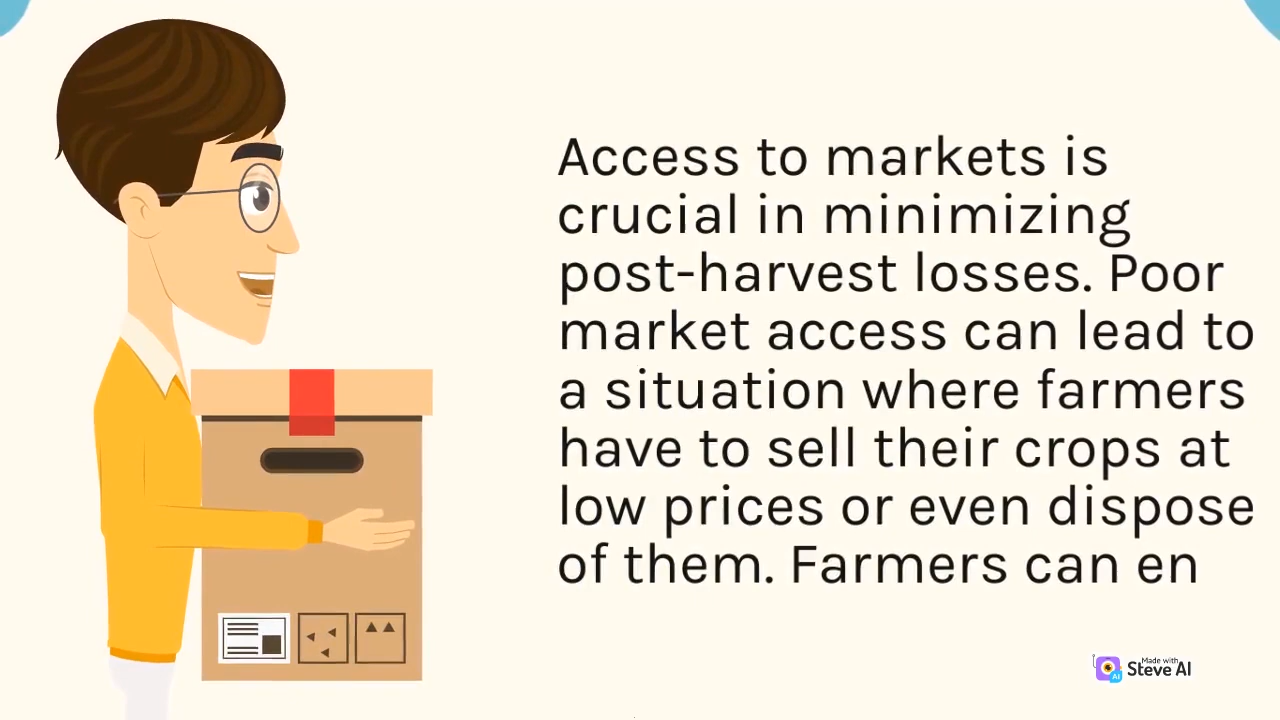 Access to markets is
crucial in minimizing
post-harvest losses. Poor
market access can lead to
a situation where farmers
have to sell their crops at
low prices or even dispose
of them. Farmers can en
Made with
Steve AI
AI